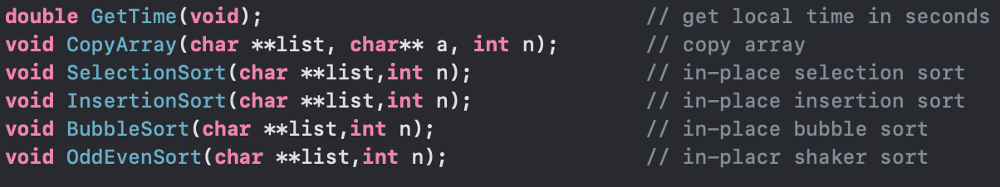 double GetTime(void); // get local time in seconds
void CopyArray(char **list, char** a, int n); // copy array
void SelectionSort(char **list,int n); // in-place selection sort
void InsertionSort(char **list,int n); // in-place insertion sort
void BubbleSort(char **list,int n); // in-place bubble sort
void OddEvenSort(char **list,int n); // in-placr shaker sort